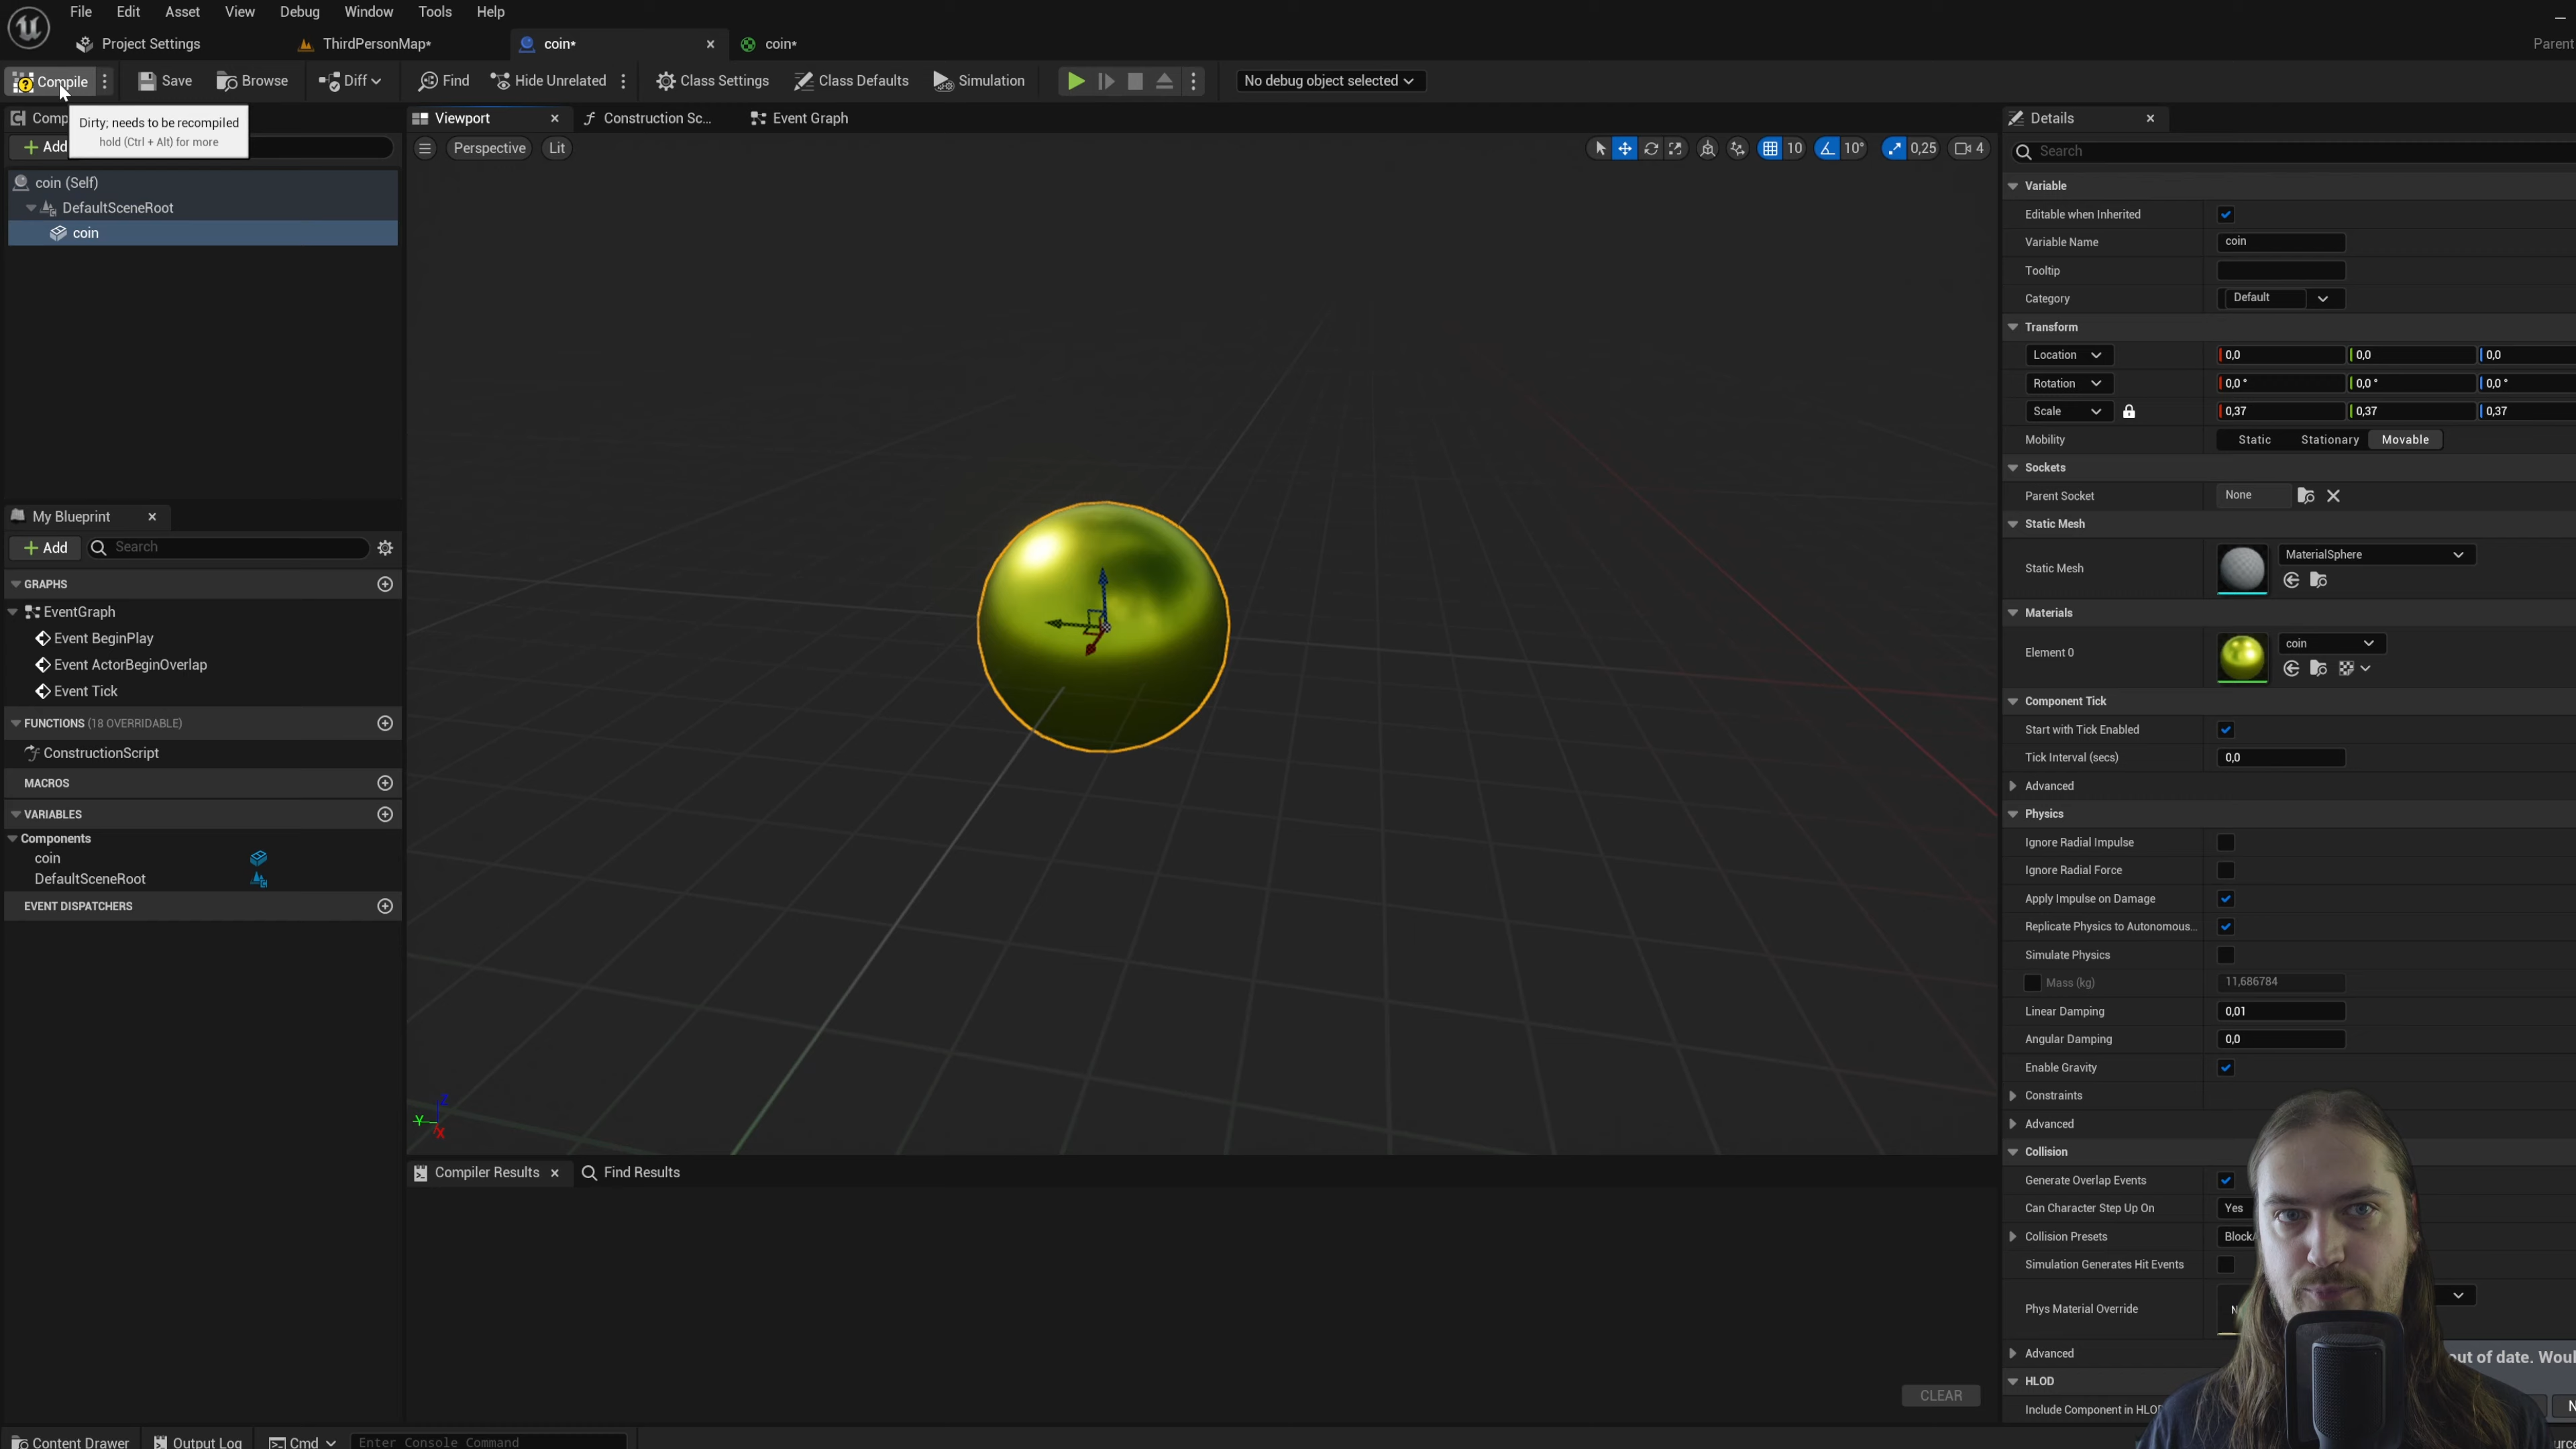 File Edit Asset View Debug Window Tools Help
Project Settings ThirdPersonMap* coin* coin* Parent
Compile Save Browse Diff Find Hide Unrelated Class Settings Class Defaults Simulation No debug object selected
Dirty; needs to be recompiled
hold (Ctrl + Alt) for more
Comp
Add
coin (Self)
DefaultSceneRoot
coin
My Blueprint
Add Search
GRAPHS
EventGraph
Event BeginPlay
Event ActorBeginOverlap
Event Tick
FUNCTIONS (18 OVERRIDABLE)
ConstructionScript
MACROS
VARIABLES
Components
coin
DefaultSceneRoot
EVENT DISPATCHERS
Viewport Construction Sc... Event Graph
Perspective Lit 10 10° 0,25 4
Z
Y
X
Compiler Results Find Results
CLEAR
Details
Search
Variable
Editable when Inherited
Variable Name coin
Tooltip
Category Default
Transform
Location 0,0 0,0 0,0
Rotation 0,0 ° 0,0 ° 0,0 °
Scale 0,37 0,37 0,37
Mobility Static Stationary Movable
Sockets
Parent Socket None
Static Mesh
Static Mesh MaterialSphere
Materials
Element 0 coin
Component Tick
Start with Tick Enabled
Tick Interval (secs) 0,0
Advanced
Physics
Ignore Radial Impulse
Ignore Radial Force
Apply Impulse on Damage
Replicate Physics to Autonomous...
Simulate Physics
Mass (kg) 11,686784
Linear Damping 0,01
Angular Damping 0,0
Enable Gravity
Constraints
Advanced
Collision
Generate Overlap Events
Can Character Step Up On Yes
Collision Presets Block
Simulation Generates Hit Events
Phys Material Override N
Advanced
out of date. Woul
HLOD
N
Include Component in HLO
Content Drawer Output Log Cmd Enter Console Command